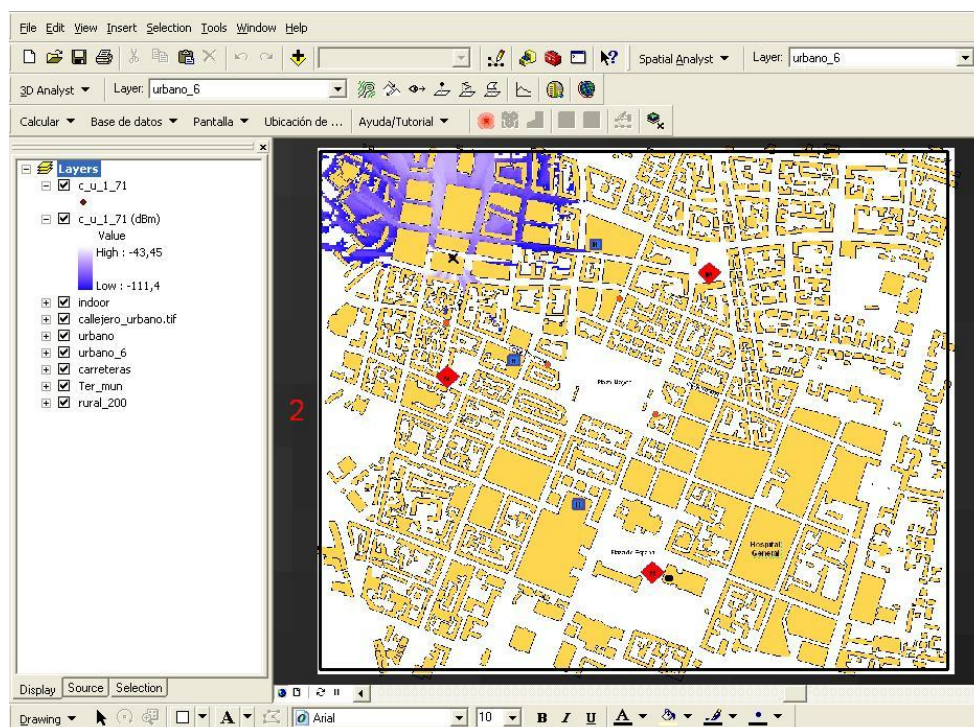 File Edit View Insert Selection Tools Window Help
Spatial Analyst Layer: urbano_6
3D Analyst Layer: urbano_6
Calcular Base de datos Pantalla Ubicación de ... Ayuda/Tutorial
Layers
c_u_1_71
c_u_1_71 (dBm)
Value
High : -43,45
Low : -111,4
indoor
callejero_urbano.tif
urbano
urbano_6
carreteras
Ter_mun
rural_200
2
Plaza Mayor
Hospital General
Display Source Selection
Drawing A Arial 10 B I U A